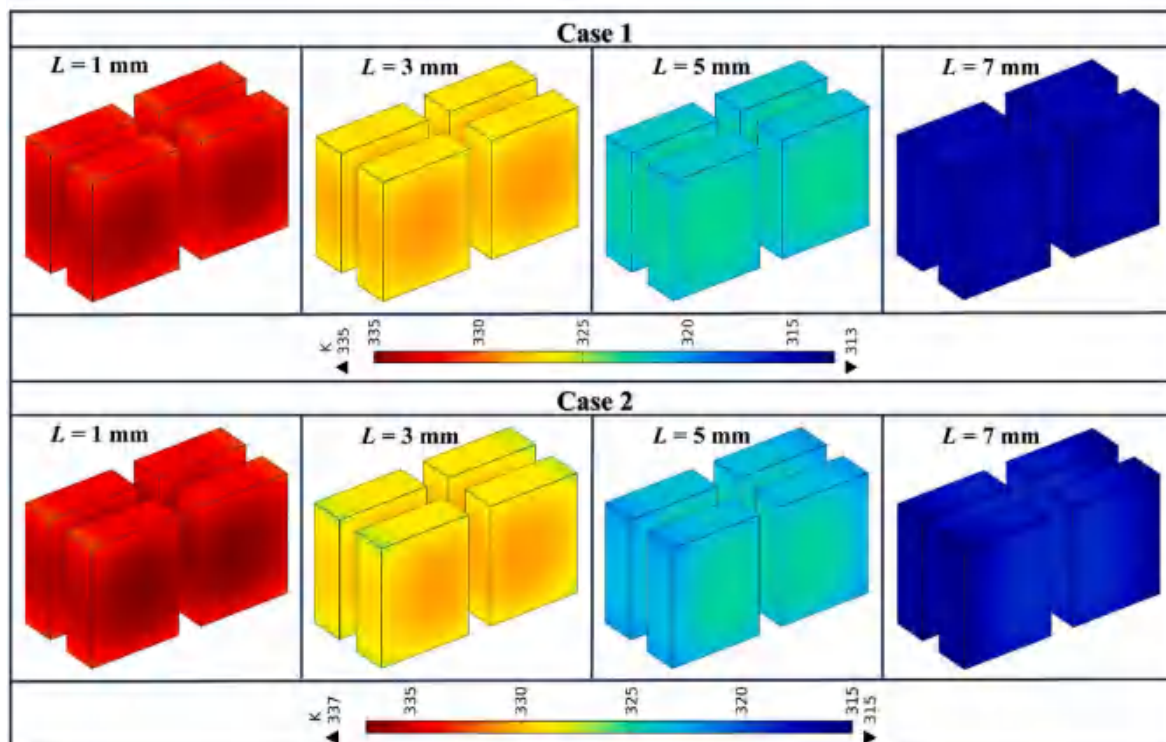 Case 1
L = 1 mm L = 3 mm L = 5 mm L = 7 mm
K
▲ 335 335 330 325 320 315 313 ▼
Case 2
L = 1 mm L = 3 mm L = 5 mm L = 7 mm
K
▲ 337 335 330 325 320 315 315 ▼